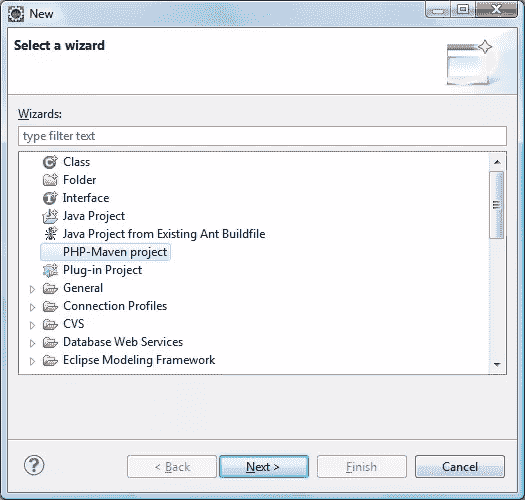 New
Select a wizard
Wizards:
type filter text
Class
Folder
Interface
Java Project
Java Project from Existing Ant Buildfile
PHP-Maven project
Plug-in Project
General
Connection Profiles
CVS
Database Web Services
Eclipse Modeling Framework
? < Back Next > Finish Cancel